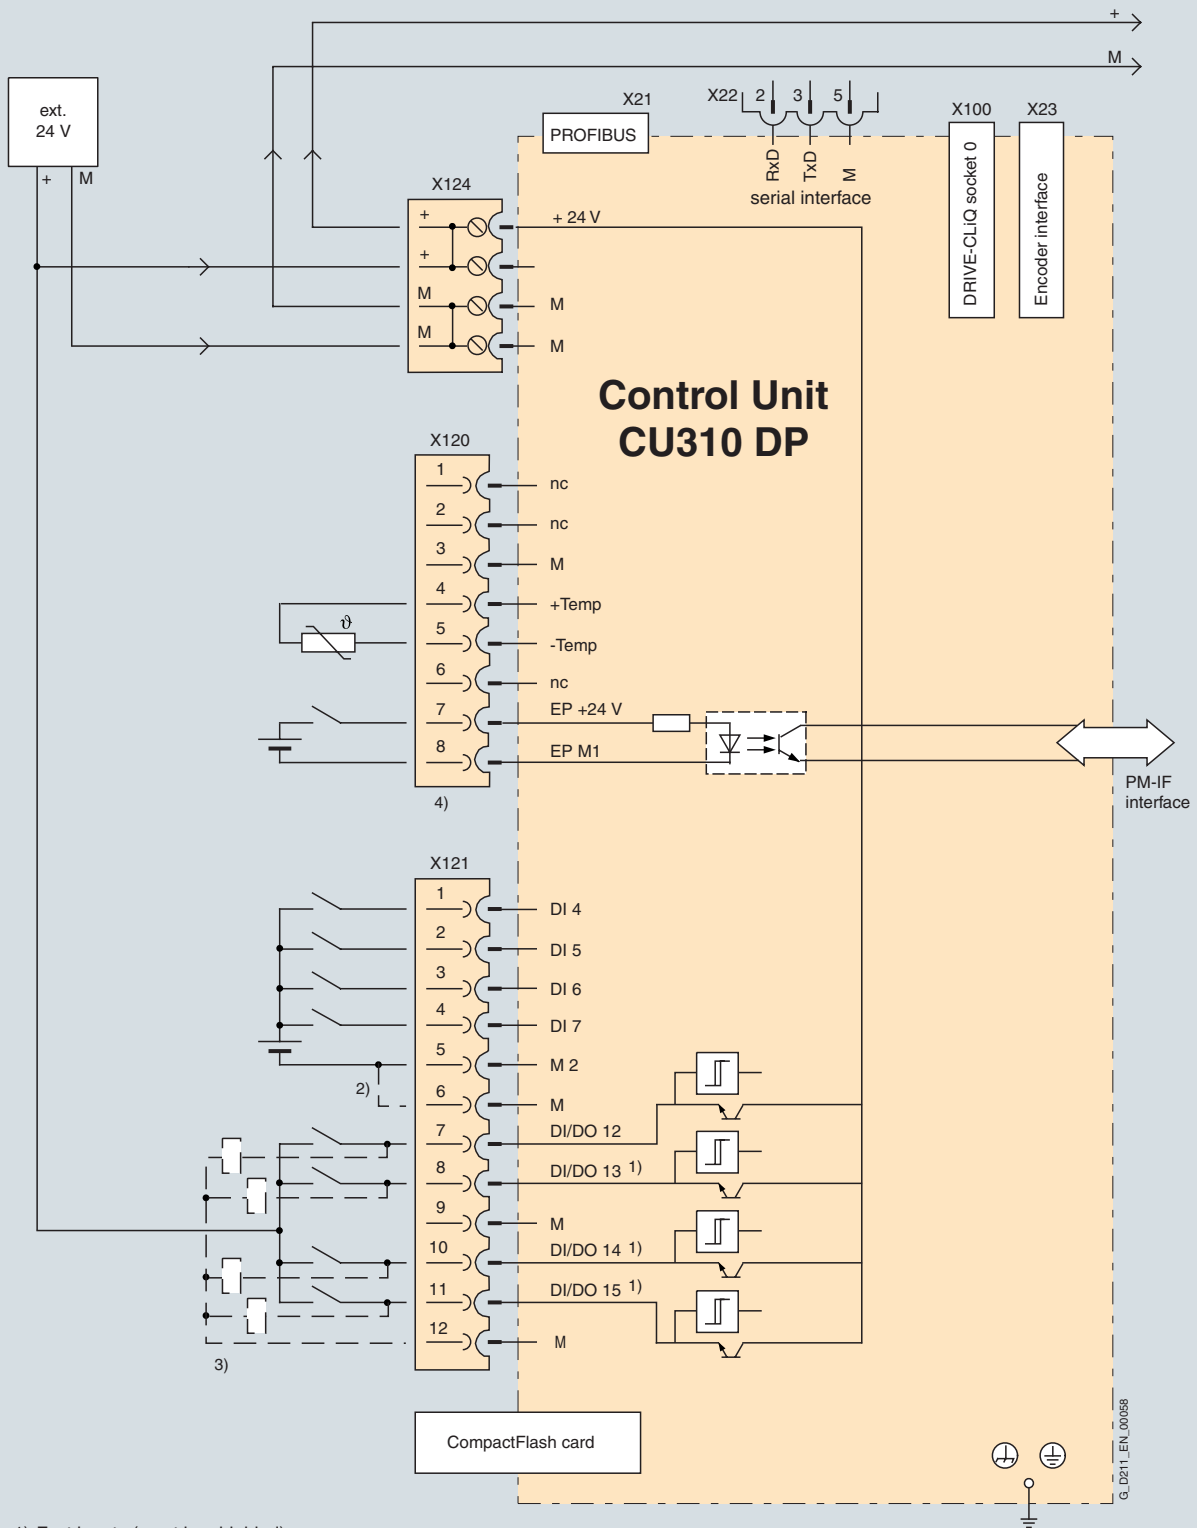 +
M
ext.
24 V
+
M
X21
PROFIBUS
X22
2
3
5
RxD
TxD
M
serial interface
X100
DRIVE-CLiQ socket 0
X23
Encoder interface
X124
+
+
M
M
+ 24 V
M
M
Control Unit
CU310 DP
X120
1
nc
2
nc
3
M
4
+Temp
ϑ
5
-Temp
6
nc
7
EP +24 V
8
EP M1
4)
PM-IF
interface
X121
1
DI 4
2
DI 5
3
DI 6
4
DI 7
5
M 2
2)
6
M
7
DI/DO 12
8
DI/DO 13 1)
9
M
10
DI/DO 14 1)
11
DI/DO 15 1)
12
M
3)
CompactFlash card
G_D211_EN_00058